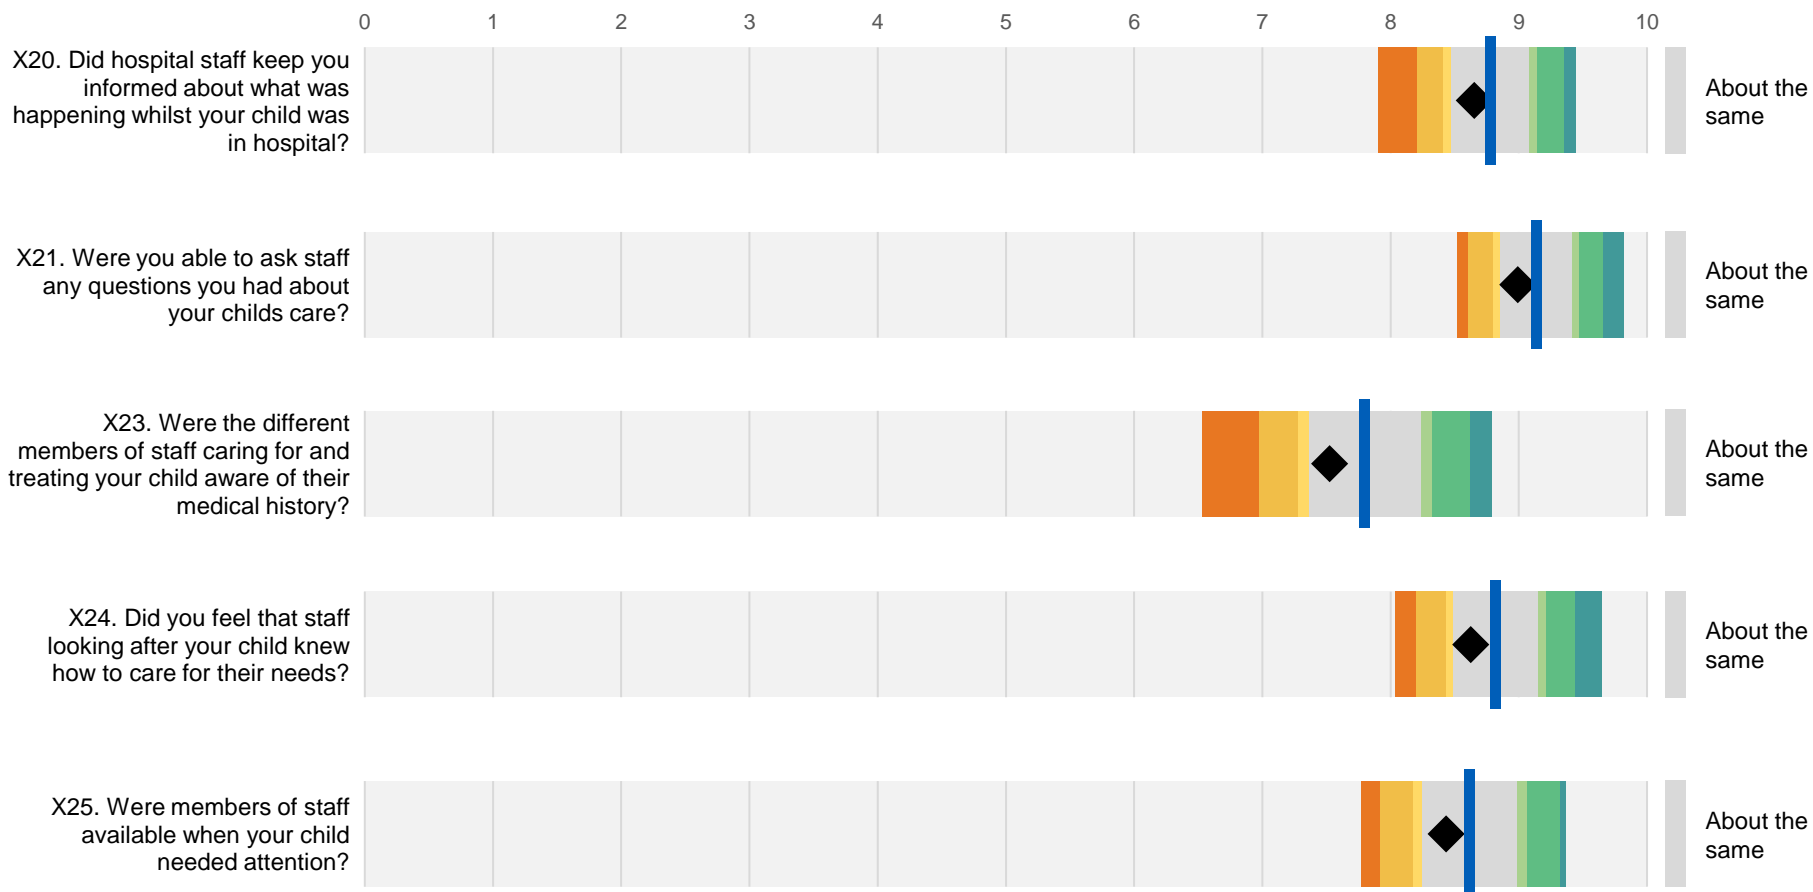 0 1 2 3 4 5 6 7 8 9 10
X20. Did hospital staff keep you
informed about what was
happening whilst your child was
in hospital?
About the
same
X21. Were you able to ask staff
any questions you had about
your childs care?
About the
same
X23. Were the different
members of staff caring for and
treating your child aware of their
medical history?
About the
same
X24. Did you feel that staff
looking after your child knew
how to care for their needs?
About the
same
X25. Were members of staff
available when your child
needed attention?
About the
same